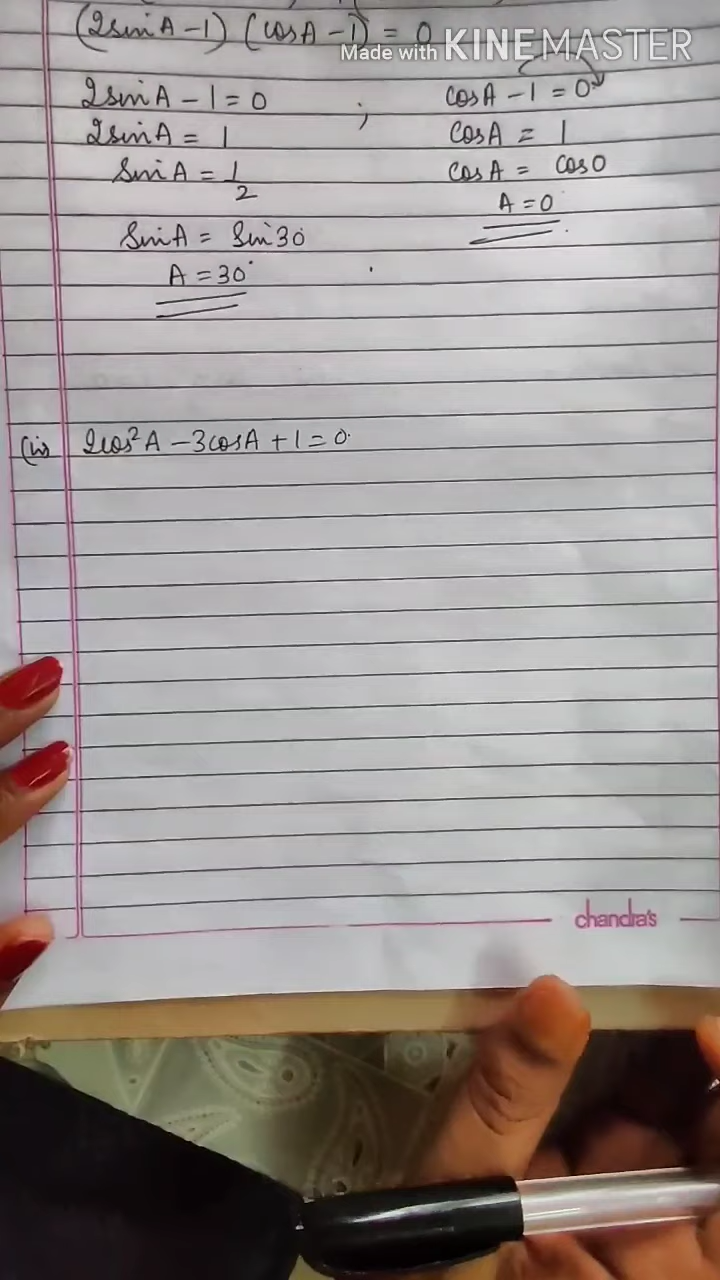 (2sinA - 1) (cosA - 1) = 0
Made with KINEMASTER
2sinA - 1 = 0 ; cosA - 1 = 0
2sinA = 1 cosA = 1
sinA = 1/2 cosA = cos0
A = 0°
sinA = sin30
A = 30°
2cos²A - 3cosA + 1 = 0
chandra's